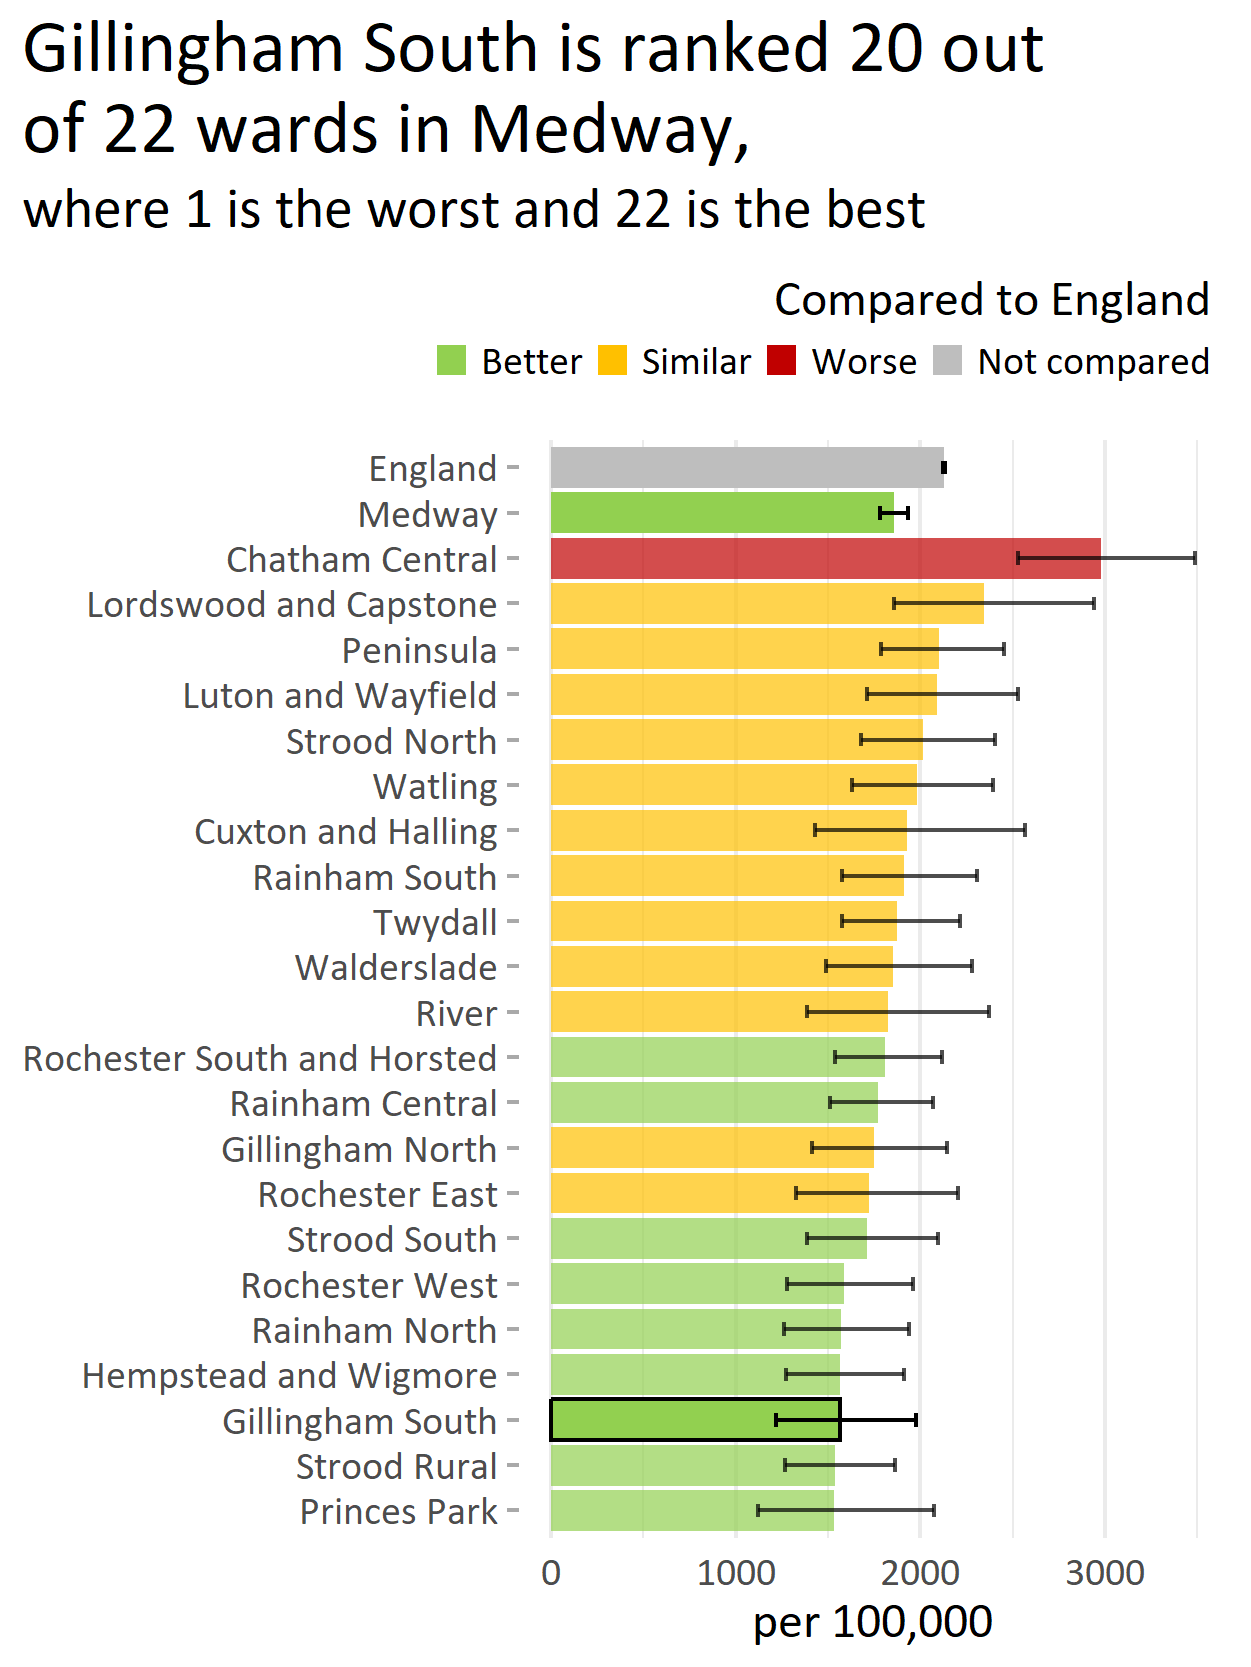 Gillingham South is ranked 20 out
of 22 wards in Medway,
where 1 is the worst and 22 is the best
Compared to England
Better Similar Worse Not compared
England
Medway
Chatham Central
Lordswood and Capstone
Peninsula
Luton and Wayfield
Strood North
Watling
Cuxton and Halling
Rainham South
Twydall
Walderslade
River
Rochester South and Horsted
Rainham Central
Gillingham North
Rochester East
Strood South
Rochester West
Rainham North
Hempstead and Wigmore
Gillingham South
Strood Rural
Princes Park
0 1000 2000 3000
per 100,000